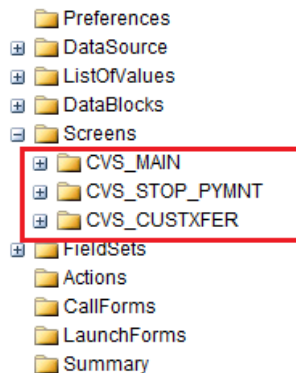 Preferences
DataSource
ListOfValues
DataBlocks
Screens
CVS_MAIN
CVS_STOP_PYMNT
CVS_CUSTXFER
FieldSets
Actions
CallForms
LaunchForms
Summary